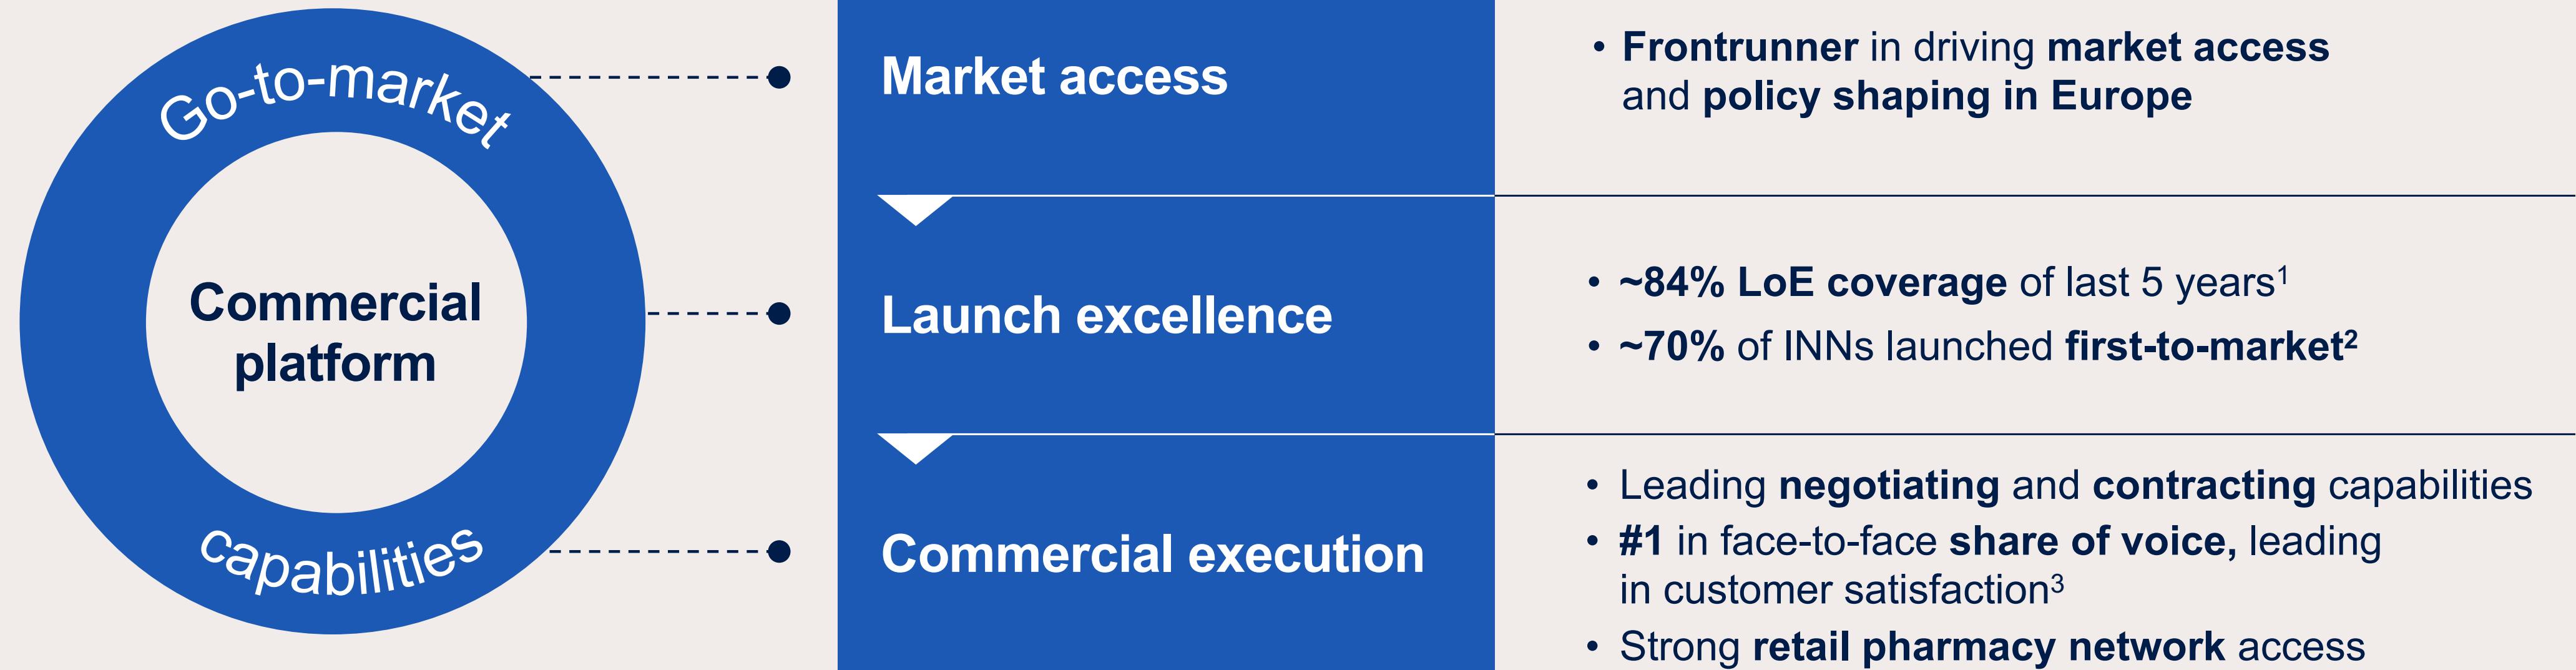 Go-to-market
Commercial
platform
capabilities
Market access
• Frontrunner in driving market access
and policy shaping in Europe
Launch excellence
• ~84% LoE coverage of last 5 years¹
• ~70% of INNs launched first-to-market²
Commercial execution
• Leading negotiating and contracting capabilities
• #1 in face-to-face share of voice, leading
in customer satisfaction³
• Strong retail pharmacy network access